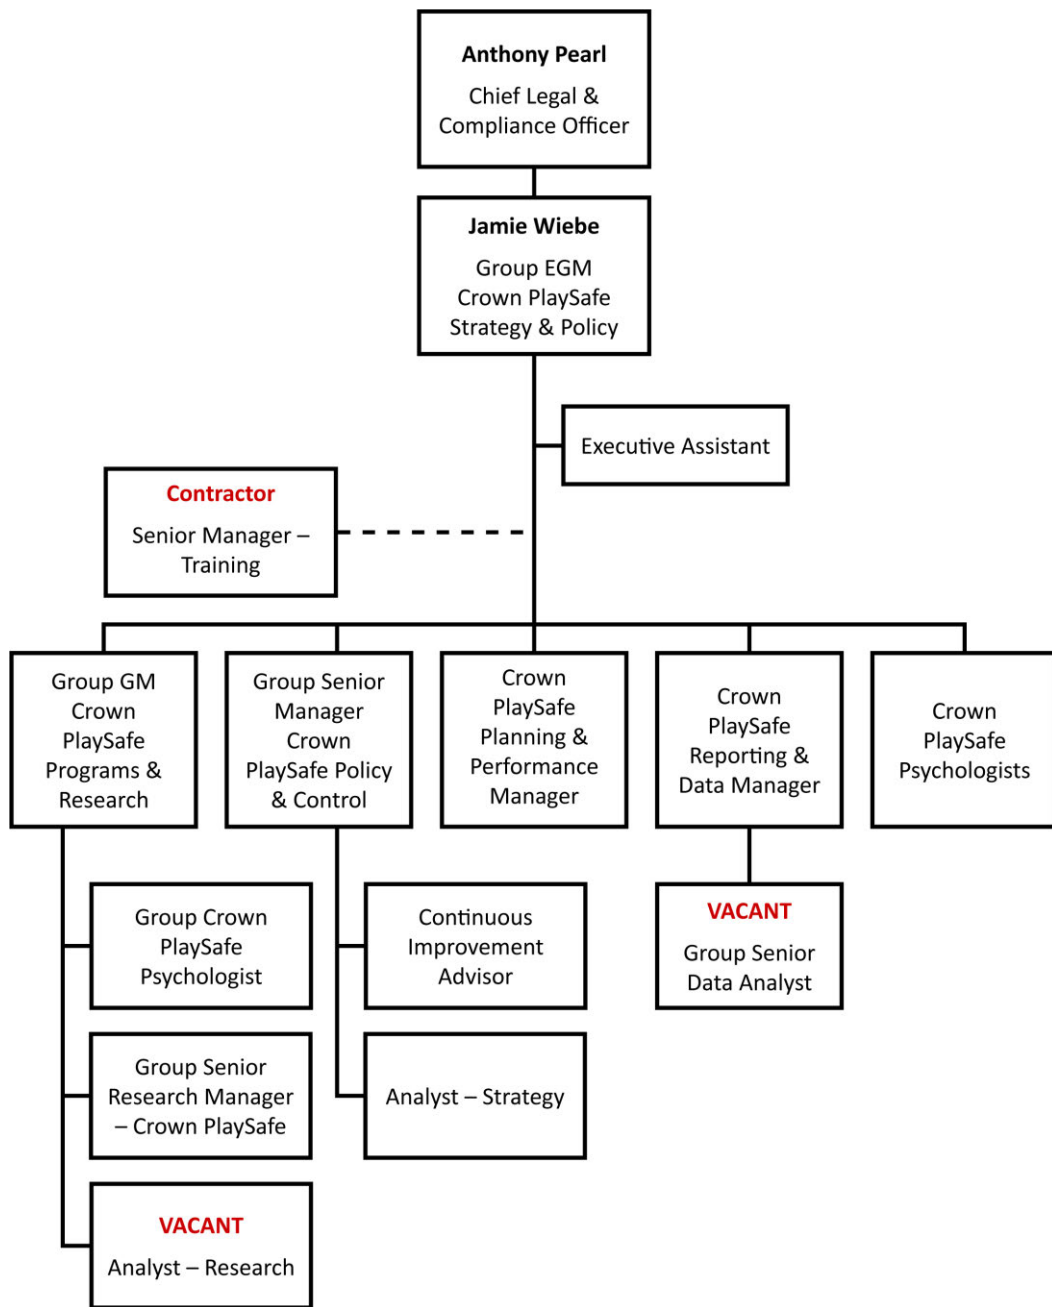 Anthony Pearl
Chief Legal &
Compliance Officer
Jamie Wiebe
Group EGM
Crown PlaySafe
Strategy & Policy
Executive Assistant
Contractor
Senior Manager –
Training
Group GM
Crown
PlaySafe
Programs &
Research
Group Senior
Manager
Crown
PlaySafe Policy
& Control
Crown
PlaySafe
Planning &
Performance
Manager
Crown
PlaySafe
Reporting &
Data Manager
Crown
PlaySafe
Psychologists
Group Crown
PlaySafe
Psychologist
Continuous
Improvement
Advisor
VACANT
Group Senior
Data Analyst
Group Senior
Research Manager
– Crown PlaySafe
Analyst – Strategy
VACANT
Analyst – Research